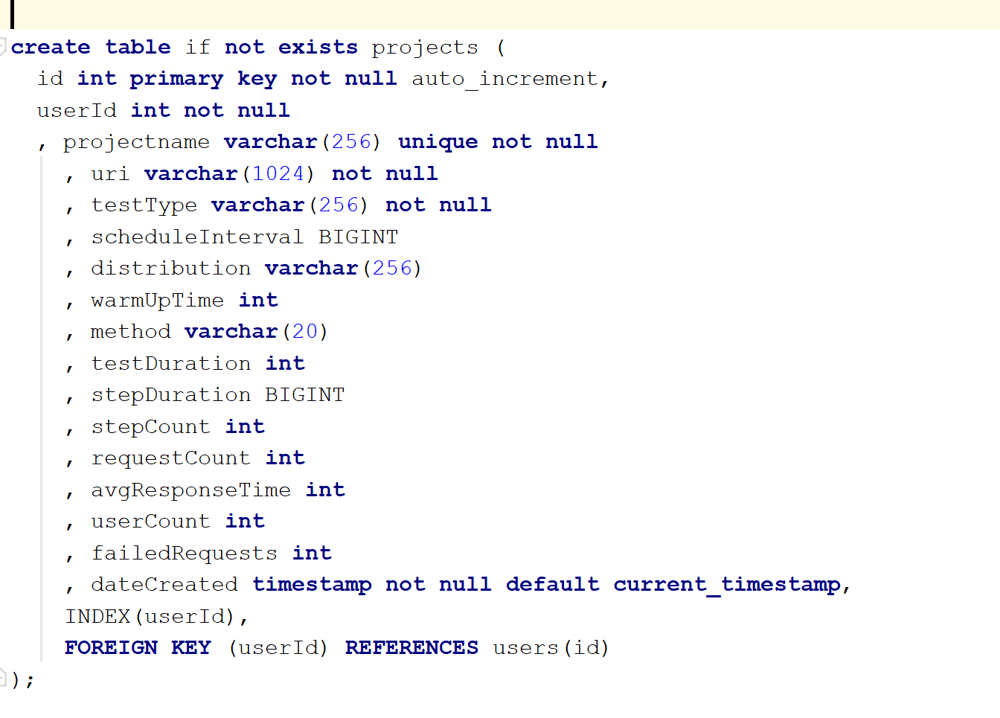 create table if not exists projects (
id int primary key not null auto_increment,
userId int not null
, projectname varchar(256) unique not null
, uri varchar(1024) not null
, testType varchar(256) not null
, scheduleInterval BIGINT
, distribution varchar(256)
, warmUpTime int
, method varchar(20)
, testDuration int
, stepDuration BIGINT
, stepCount int
, requestCount int
, avgResponseTime int
, userCount int
, failedRequests int
, dateCreated timestamp not null default current_timestamp,
INDEX(userId),
FOREIGN KEY (userId) REFERENCES users(id)
);